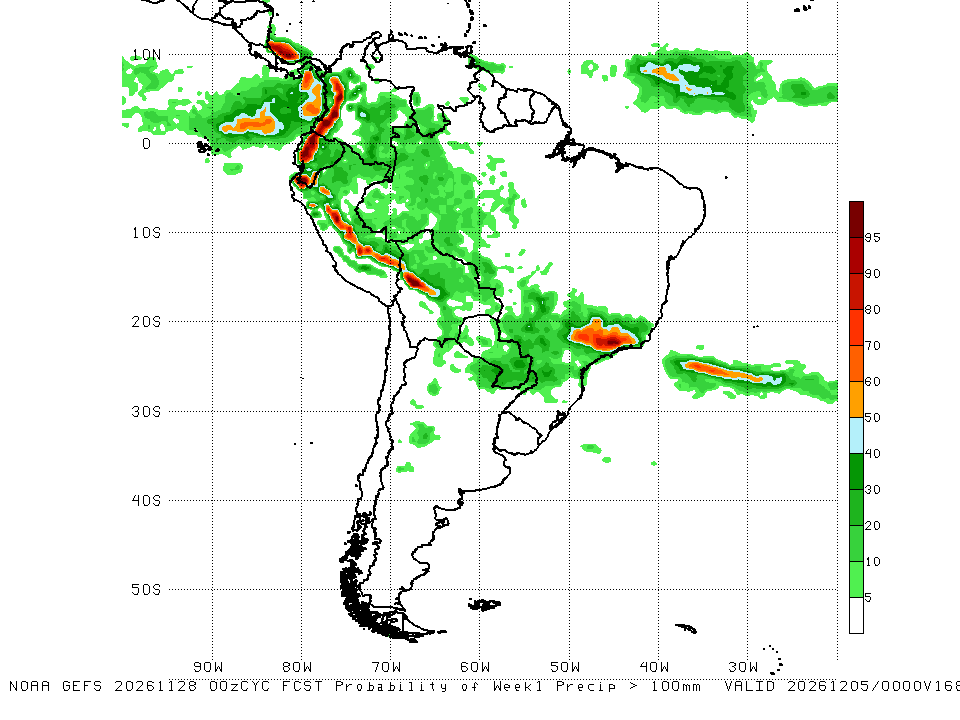 10N
0
10S
20S
30S
40S
50S
90W 80W 70W 60W 50W 40W 30W
95
90
80
70
60
50
40
30
20
10
5
NOAA GEFS 20261128 00zCYC FCST Probability of Week1 Precip > 100mm VALID 20261205/0000V168